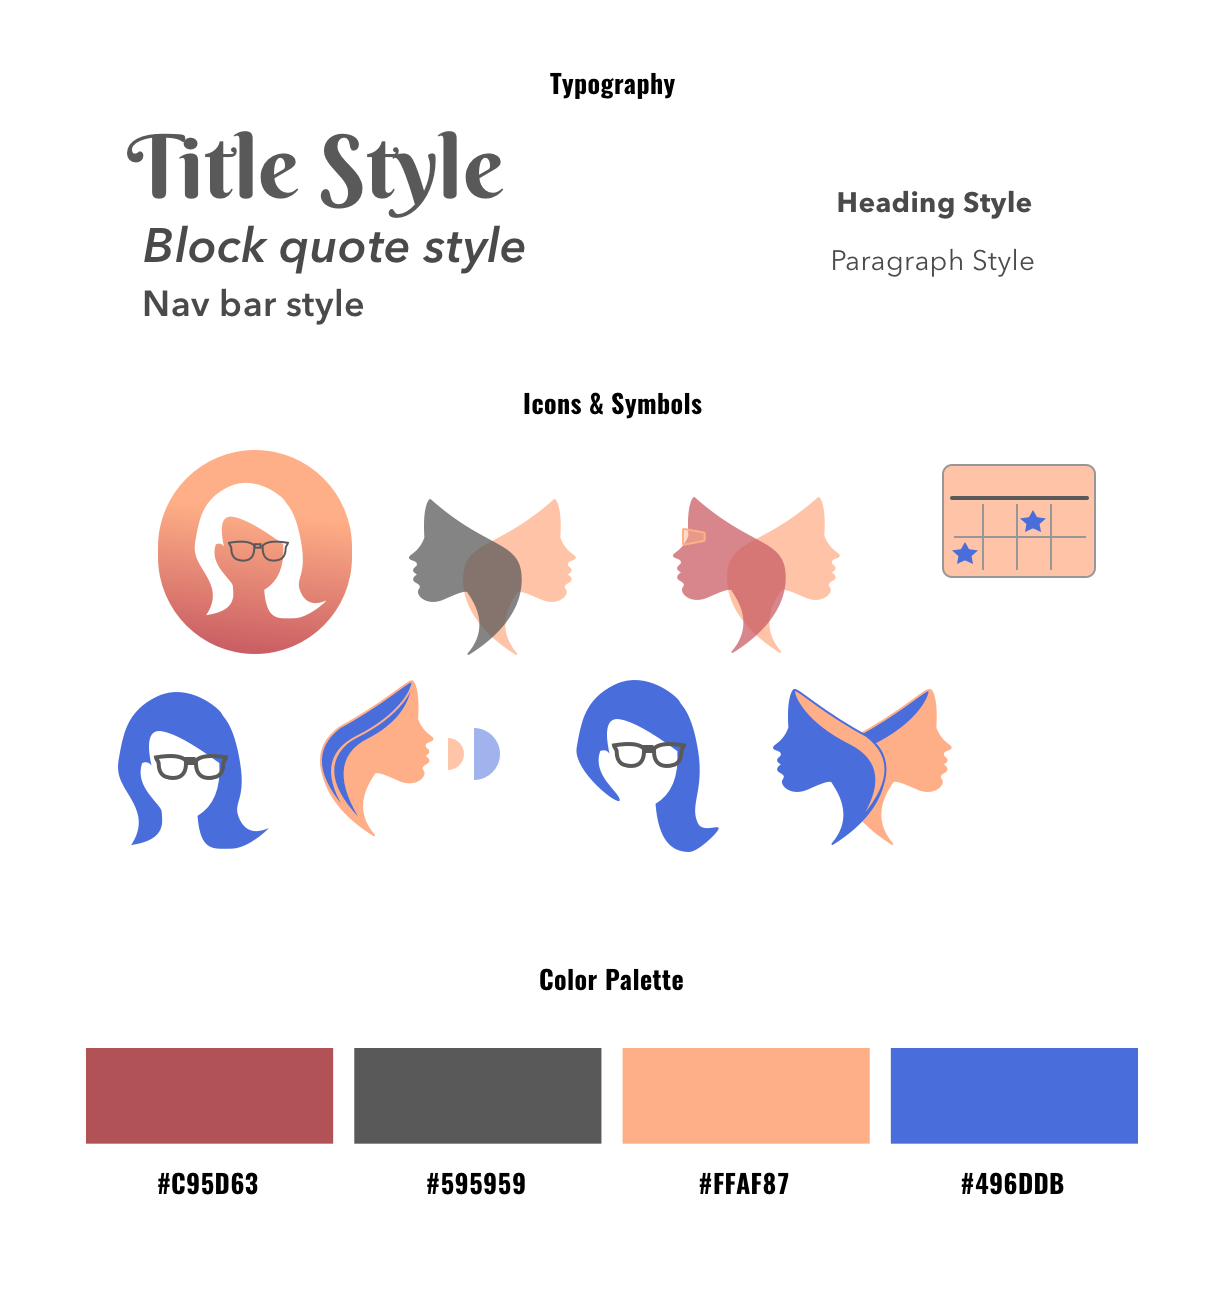 Typography
Title Style
Block quote style
Nav bar style
Heading Style
Paragraph Style
Icons & Symbols
Color Palette
#C95D63
#595959
#FFAF87
#496DDB